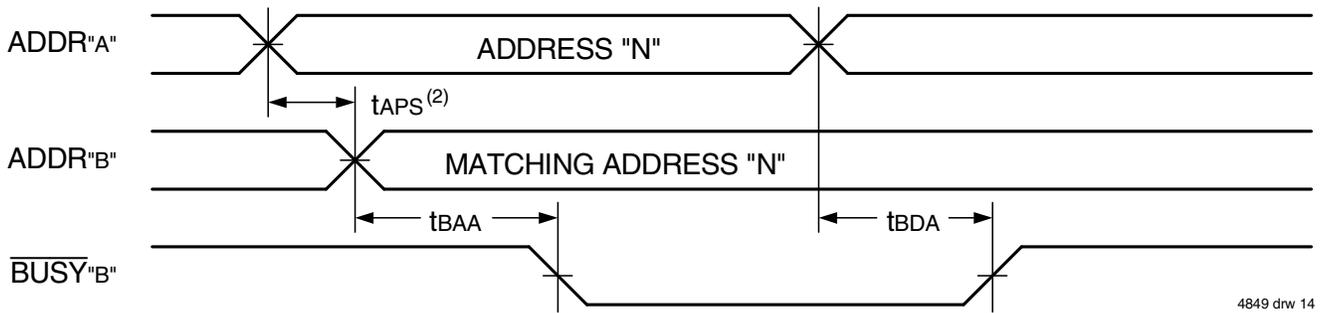 ADDR"A"
ADDRESS "N"
tAPS(2)
ADDR"B"
MATCHING ADDRESS "N"
tBAA
tBDA
BUSY"B"
4849 drw 14